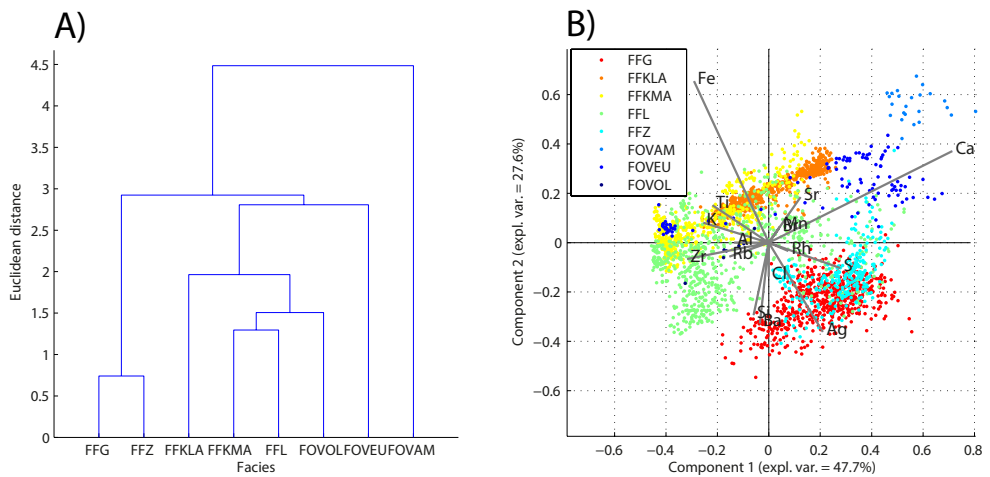 A)
4.5
4
3.5
3
2.5
2
1.5
1
0.5
0
Euclidean distance
FFG FFZ FFKLA FFKMA FFL FOVOL FOVEU FOVAM
Facies
B)
FFG
FFKLA
FFKMA
FFL
FFZ
FOVAM
FOVEU
FOVOL
Fe
Ca
Sr
Ti
K
Mn
Al
Rb
Rh
Zr
S
Cl
Si
Ba
Ag
0.6
0.4
0.2
0
−0.2
−0.4
−0.6
Component 2 (expl. var. = 27.6%)
−0.6 −0.4 −0.2 0 0.2 0.4 0.6 0.8
Component 1 (expl. var. = 47.7%)